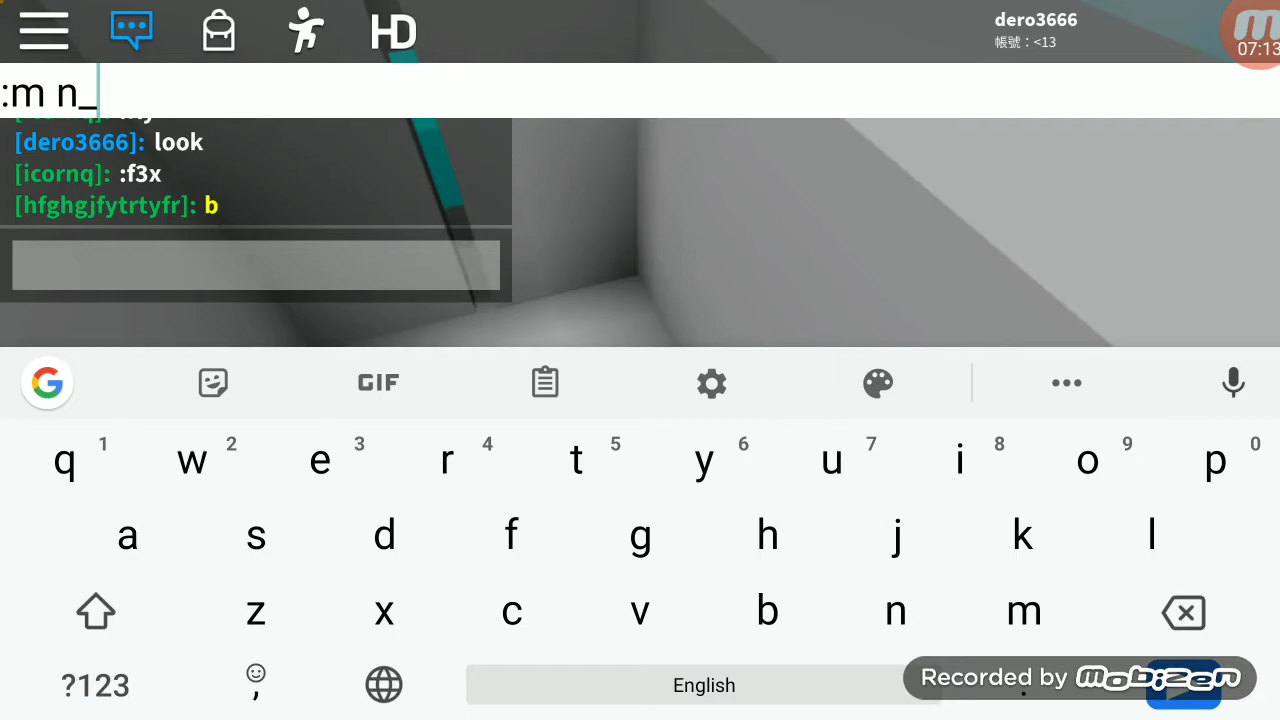 HD
dero3666
帳號：<13
07:13
:m n_
[dero3666]: look
[icornq]: :f3x
[hfghgjfytrtyfr]: b
GIF
q 1 w 2 e 3 r 4 t 5 y 6 u 7 i 8 o 9 p 0
a s d f g h j k l
z x c v b n m
?123 , English .
Recorded by mobizen